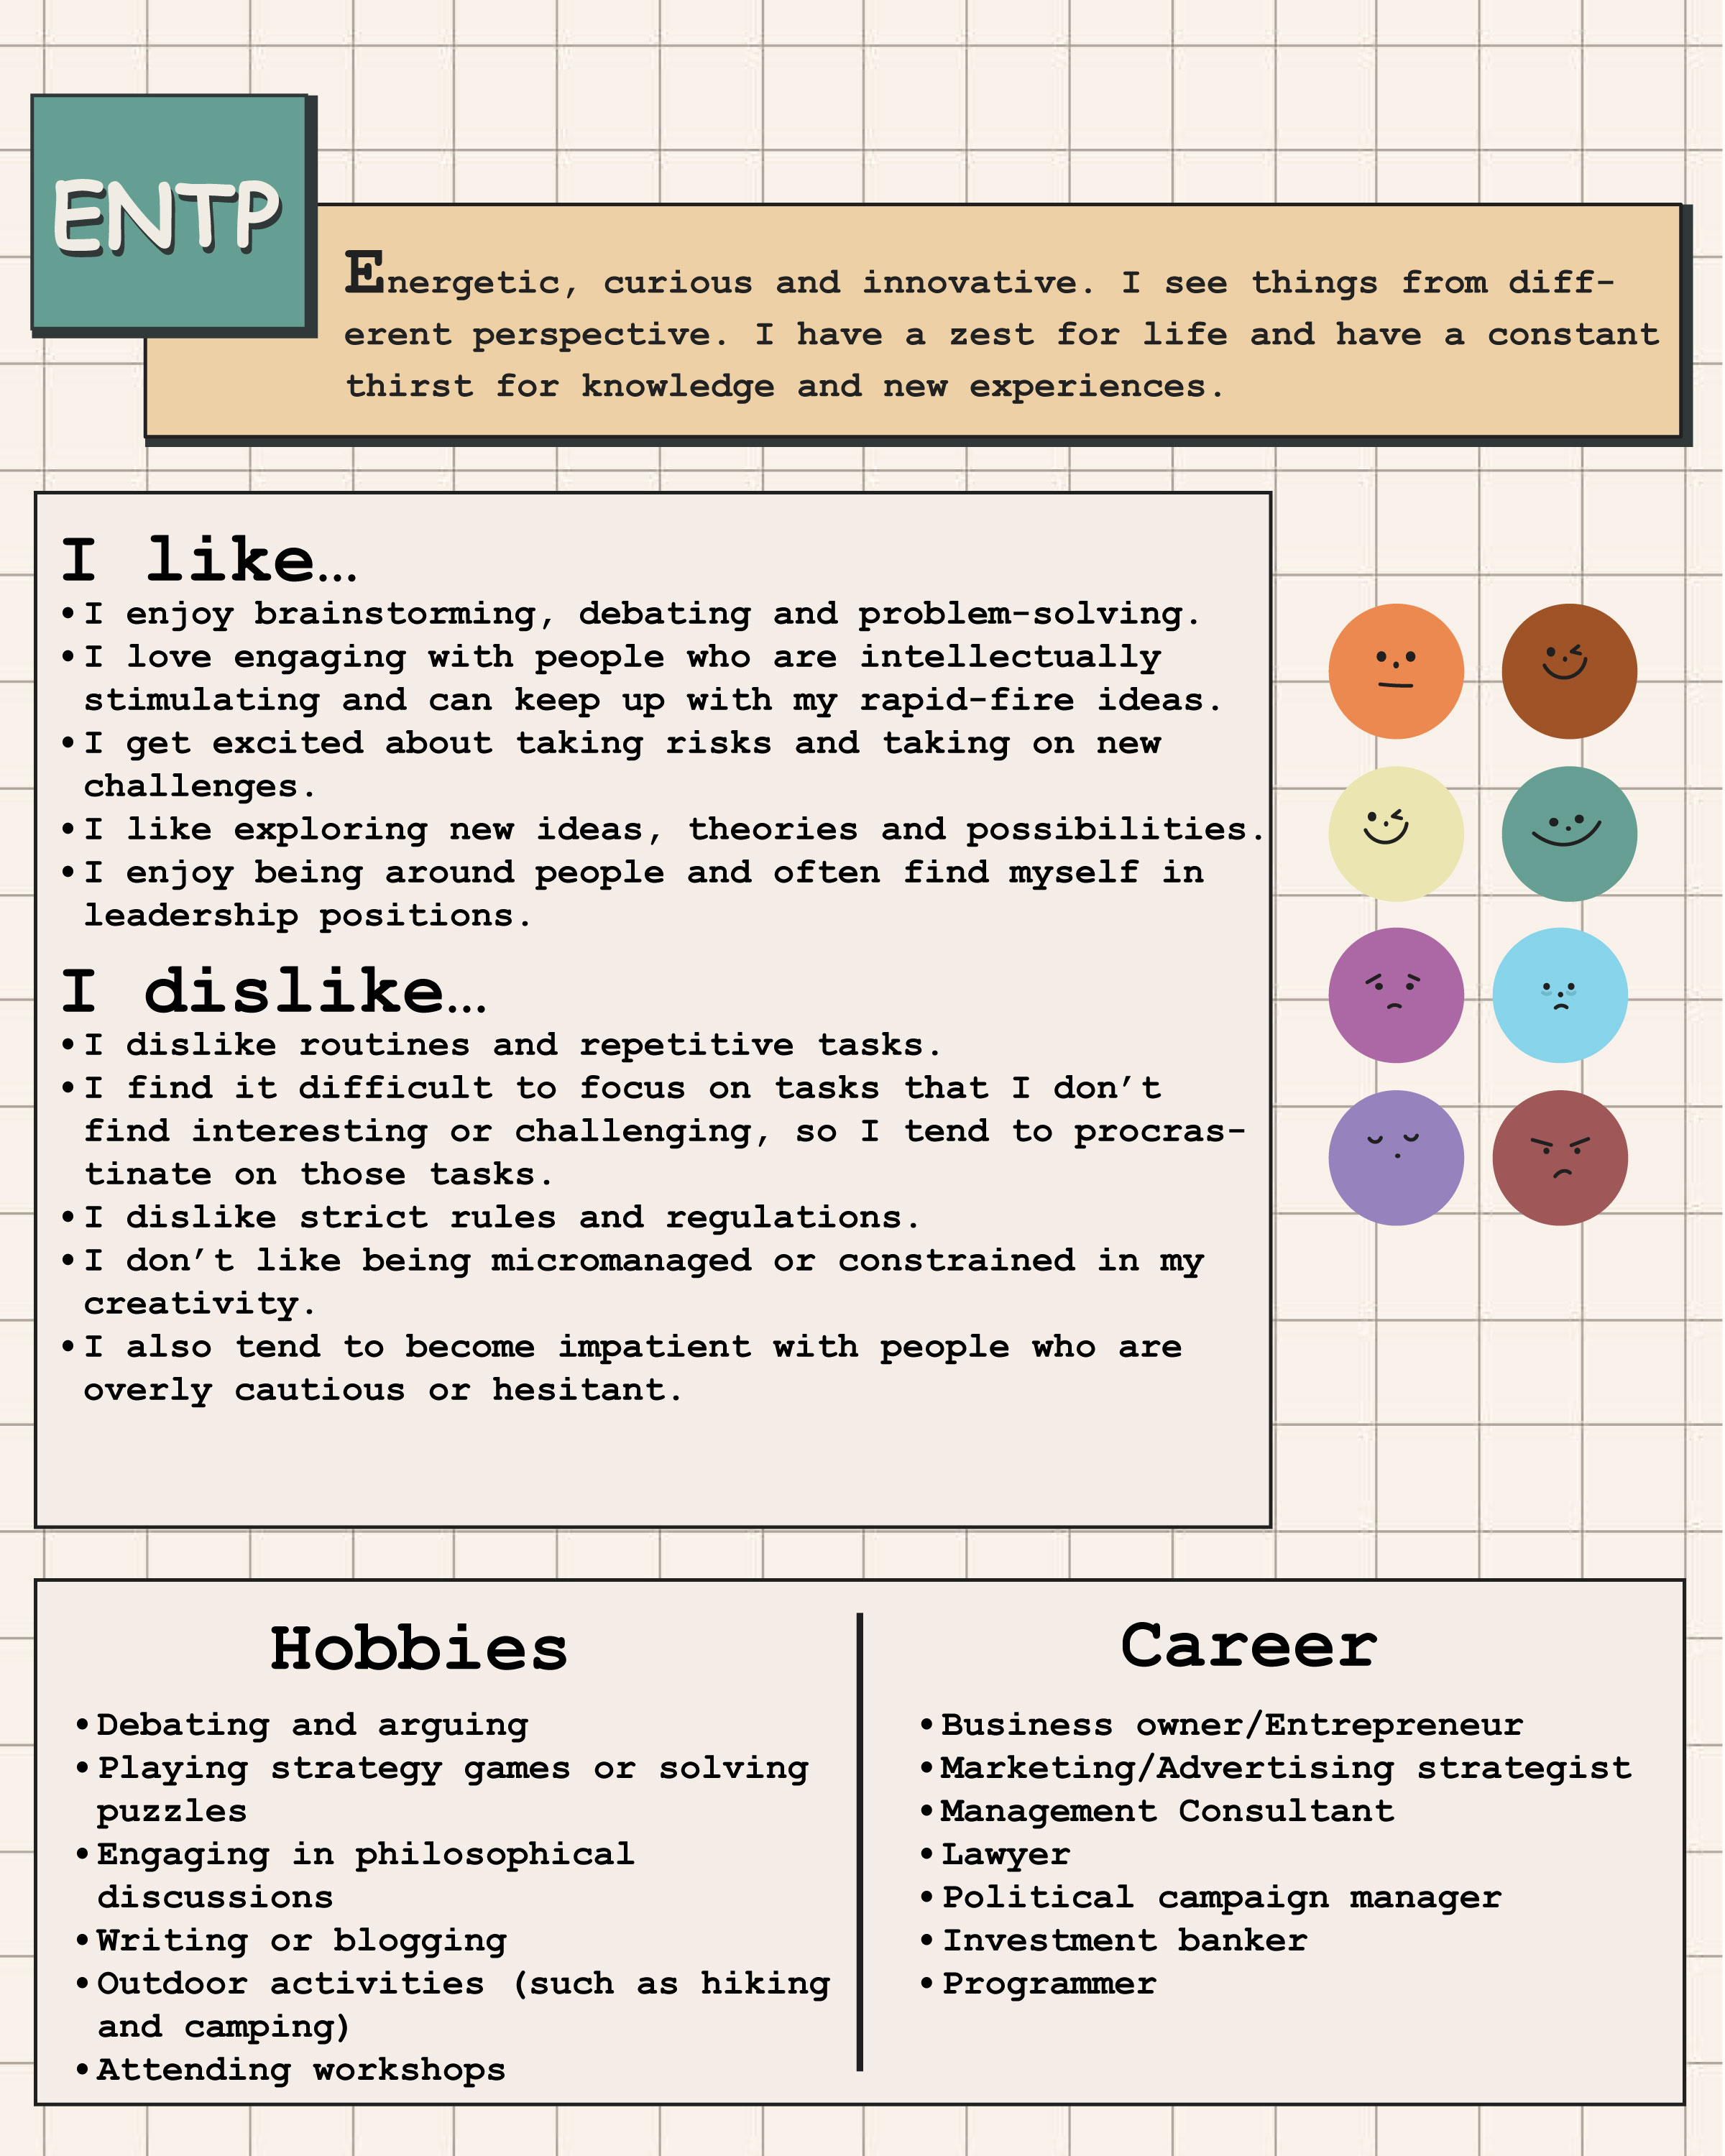 ENTP
Energetic, curious and innovative. I see things from diff-
erent perspective. I have a zest for life and have a constant
thirst for knowledge and new experiences.
I like…
•I enjoy brainstorming, debating and problem-solving.
•I love engaging with people who are intellectually
stimulating and can keep up with my rapid-fire ideas.
•I get excited about taking risks and taking on new
challenges.
•I like exploring new ideas, theories and possibilities.
•I enjoy being around people and often find myself in
leadership positions.
I dislike…
•I dislike routines and repetitive tasks.
•I find it difficult to focus on tasks that I don’t
find interesting or challenging, so I tend to procras-
tinate on those tasks.
•I dislike strict rules and regulations.
•I don’t like being micromanaged or constrained in my
creativity.
•I also tend to become impatient with people who are
overly cautious or hesitant.
Hobbies
•Debating and arguing
•Playing strategy games or solving
puzzles
•Engaging in philosophical
discussions
•Writing or blogging
•Outdoor activities (such as hiking
and camping)
•Attending workshops
Career
•Business owner/Entrepreneur
•Marketing/Advertising strategist
•Management Consultant
•Lawyer
•Political campaign manager
•Investment banker
•Programmer